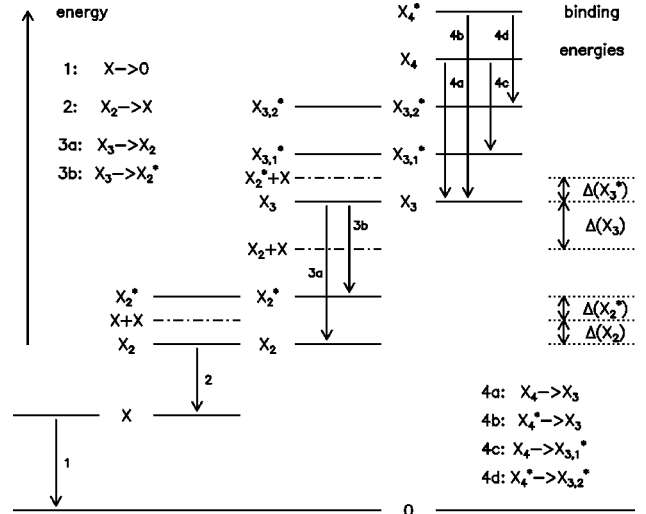 energy
X₄*
binding
4b
4d
energies
1: X->0
X₄
4a
4c
2: X₂->X
X₃,₂*
X₃,₂*
3a: X₃->X₂
X₃,₁*
X₃,₁*
3b: X₃->X₂*
X₂*+X
Δ(X₃*)
X₃
X₃
3b
Δ(X₃)
X₂+X
3a
X₂*
X₂*
Δ(X₂*)
X+X
Δ(X₂)
X₂
X₂
2
4a: X₄->X₃
X
4b: X₄*->X₃
4c: X₄->X₃,₁*
1
4d: X₄*->X₃,₂*
0